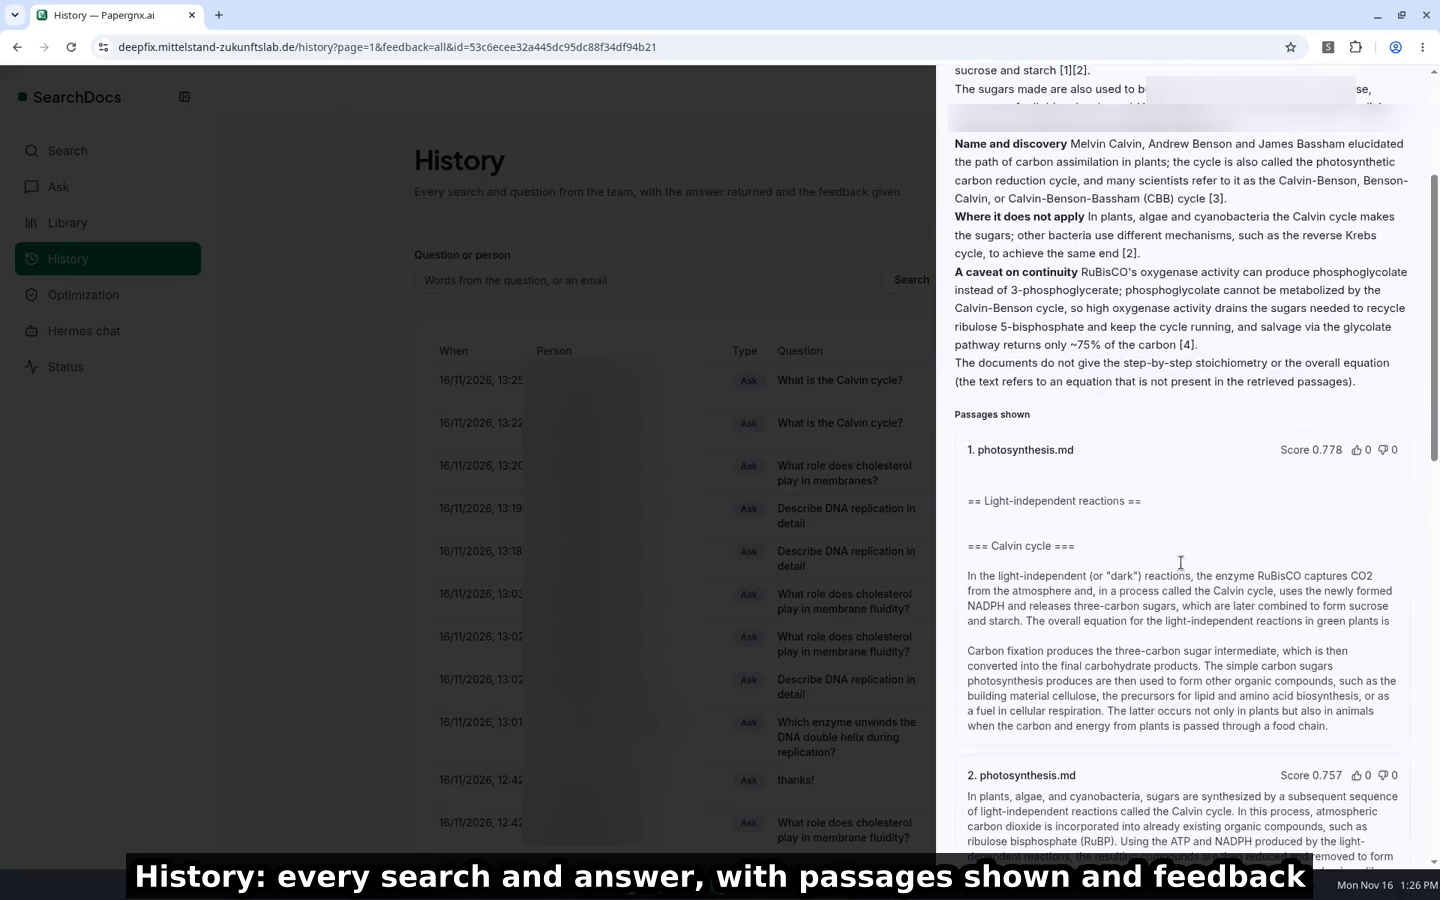 History — Papergnx.ai
deepfix.mittelstand-zukunftslab.de/history?page=1&feedback=all&id=53c6ecee32a445dc95dc88f34df94b21
SearchDocs
Search
Ask
Library
History
Optimization
Hermes chat
Status
History
Every search and question from the team, with the answer returned and the feedback given.
Question or person
Words from the question, or an email
Search
When Person Type Question
16/11/2026, 13:25 Ask What is the Calvin cycle?
16/11/2026, 13:22 Ask What is the Calvin cycle?
16/11/2026, 13:20 Ask What role does cholesterol
play in membranes?
16/11/2026, 13:19 Ask Describe DNA replication in
detail
16/11/2026, 13:18 Ask Describe DNA replication in
detail
16/11/2026, 13:03 Ask What role does cholesterol
play in membrane fluidity?
16/11/2026, 13:02 Ask What role does cholesterol
play in membrane fluidity?
16/11/2026, 13:02 Ask Describe DNA replication in
detail
16/11/2026, 13:01 Ask Which enzyme unwinds the
DNA double helix during
replication?
16/11/2026, 12:42 Ask thanks!
16/11/2026, 12:42 Ask What role does cholesterol
play in membrane fluidity?
sucrose and starch [1][2].
The sugars made are also used to
Name and discovery Melvin Calvin, Andrew Benson and James Bassham elucidated
the path of carbon assimilation in plants; the cycle is also called the photosynthetic
carbon reduction cycle, and many scientists refer to it as the Calvin-Benson, Benson-
Calvin, or Calvin-Benson-Bassham (CBB) cycle [3].
Where it does not apply In plants, algae and cyanobacteria the Calvin cycle makes
the sugars; other bacteria use different mechanisms, such as the reverse Krebs
cycle, to achieve the same end [2].
A caveat on continuity RuBisCO's oxygenase activity can produce phosphoglycolate
instead of 3-phosphoglycerate; phosphoglycolate cannot be metabolized by the
Calvin-Benson cycle, so high oxygenase activity drains the sugars needed to recycle
ribulose 5-bisphosphate and keep the cycle running, and salvage via the glycolate
pathway returns only ~75% of the carbon [4].
The documents do not give the step-by-step stoichiometry or the overall equation
(the text refers to an equation that is not present in the retrieved passages).
Passages shown
1. photosynthesis.md Score 0.778 0 0
== Light-independent reactions ==
=== Calvin cycle ===
In the light-independent (or "dark") reactions, the enzyme RuBisCO captures CO2
from the atmosphere and, in a process called the Calvin cycle, uses the newly formed
NADPH and releases three-carbon sugars, which are later combined to form sucrose
and starch. The overall equation for the light-independent reactions in green plants is
Carbon fixation produces the three-carbon sugar intermediate, which is then
converted into the final carbohydrate products. The simple carbon sugars
photosynthesis produces are then used to form other organic compounds, such as the
building material cellulose, the precursors for lipid and amino acid biosynthesis, or as
a fuel in cellular respiration. The latter occurs not only in plants but also in animals
when the carbon and energy from plants is passed through a food chain.
2. photosynthesis.md Score 0.757 0 0
In plants, algae, and cyanobacteria, sugars are synthesized by a subsequent sequence
of light-independent reactions called the Calvin cycle. In this process, atmospheric
carbon dioxide is incorporated into already existing organic compounds, such as
ribulose bisphosphate (RuBP). Using the ATP and NADPH produced by the light-
dependent reactions, the resulting compounds are then reduced and removed to form
History: every search and answer, with passages shown and feedback
Mon Nov 16 1:26 PM